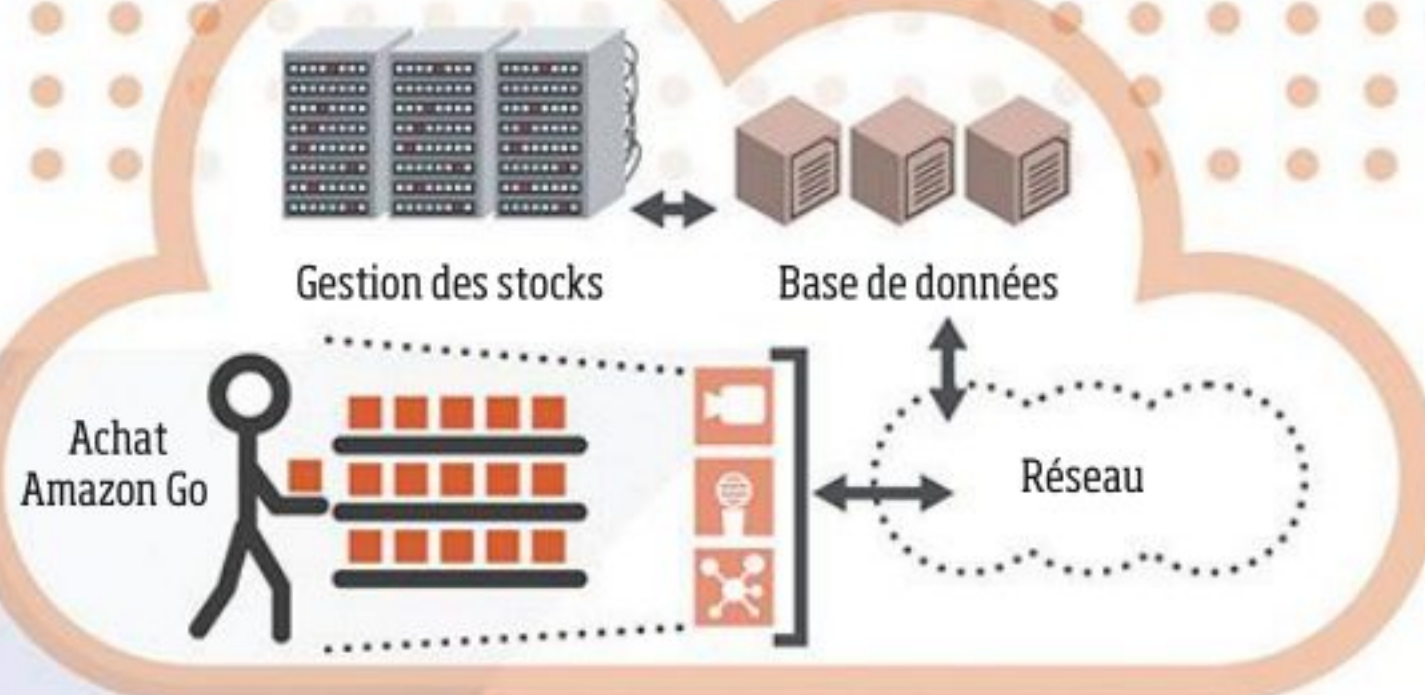 Gestion des stocks
Base de données
Achat
Amazon Go
Réseau